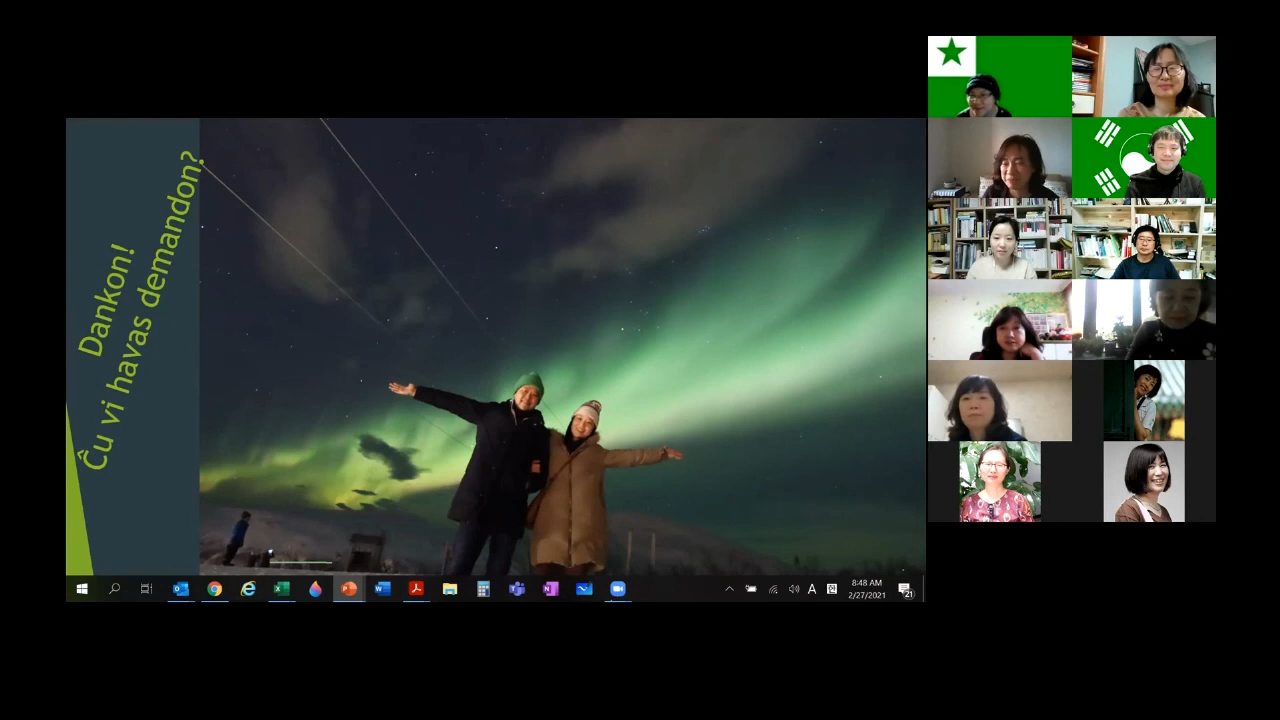 Dankon!
Ĉu vi havas demandon?
A
8:48 AM
2/27/2021
21